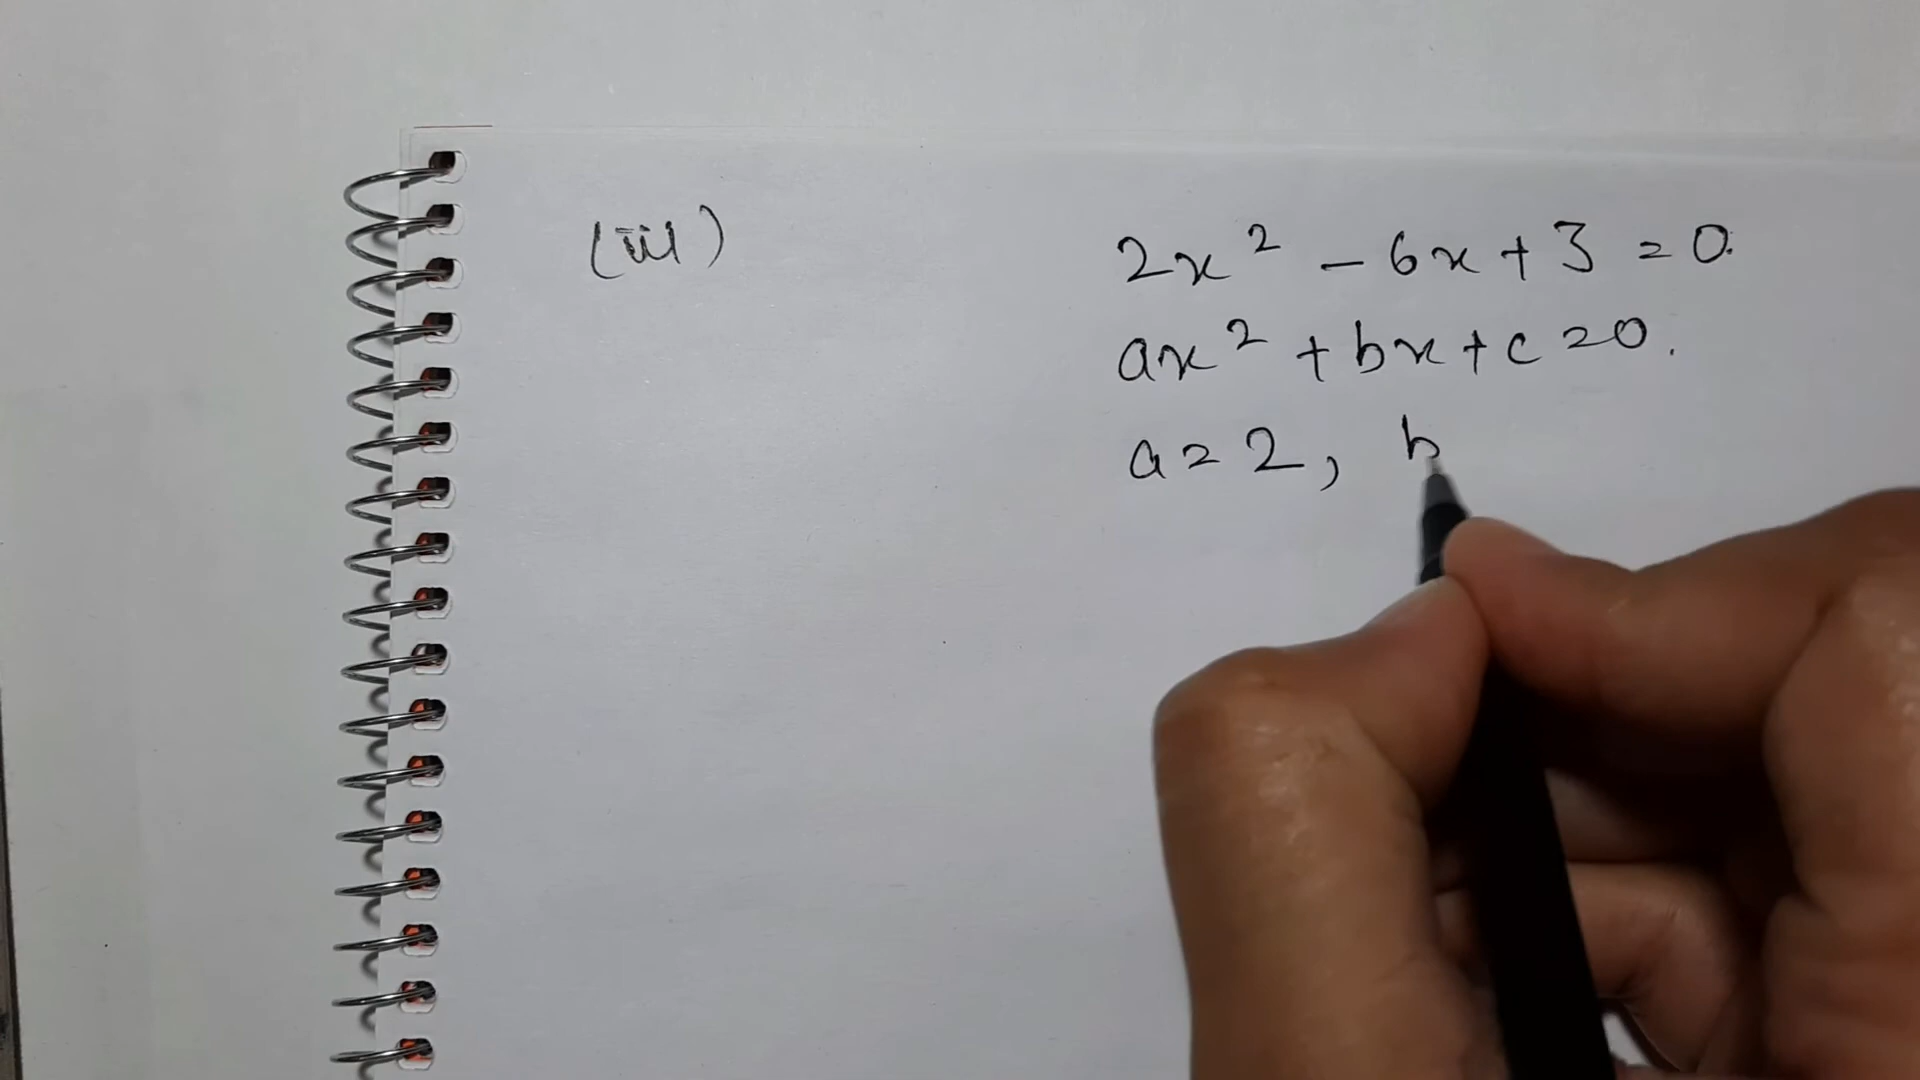 (iii) 2x² - 6x + 3 = 0.
ax² + bx + c = 0.
a = 2, b